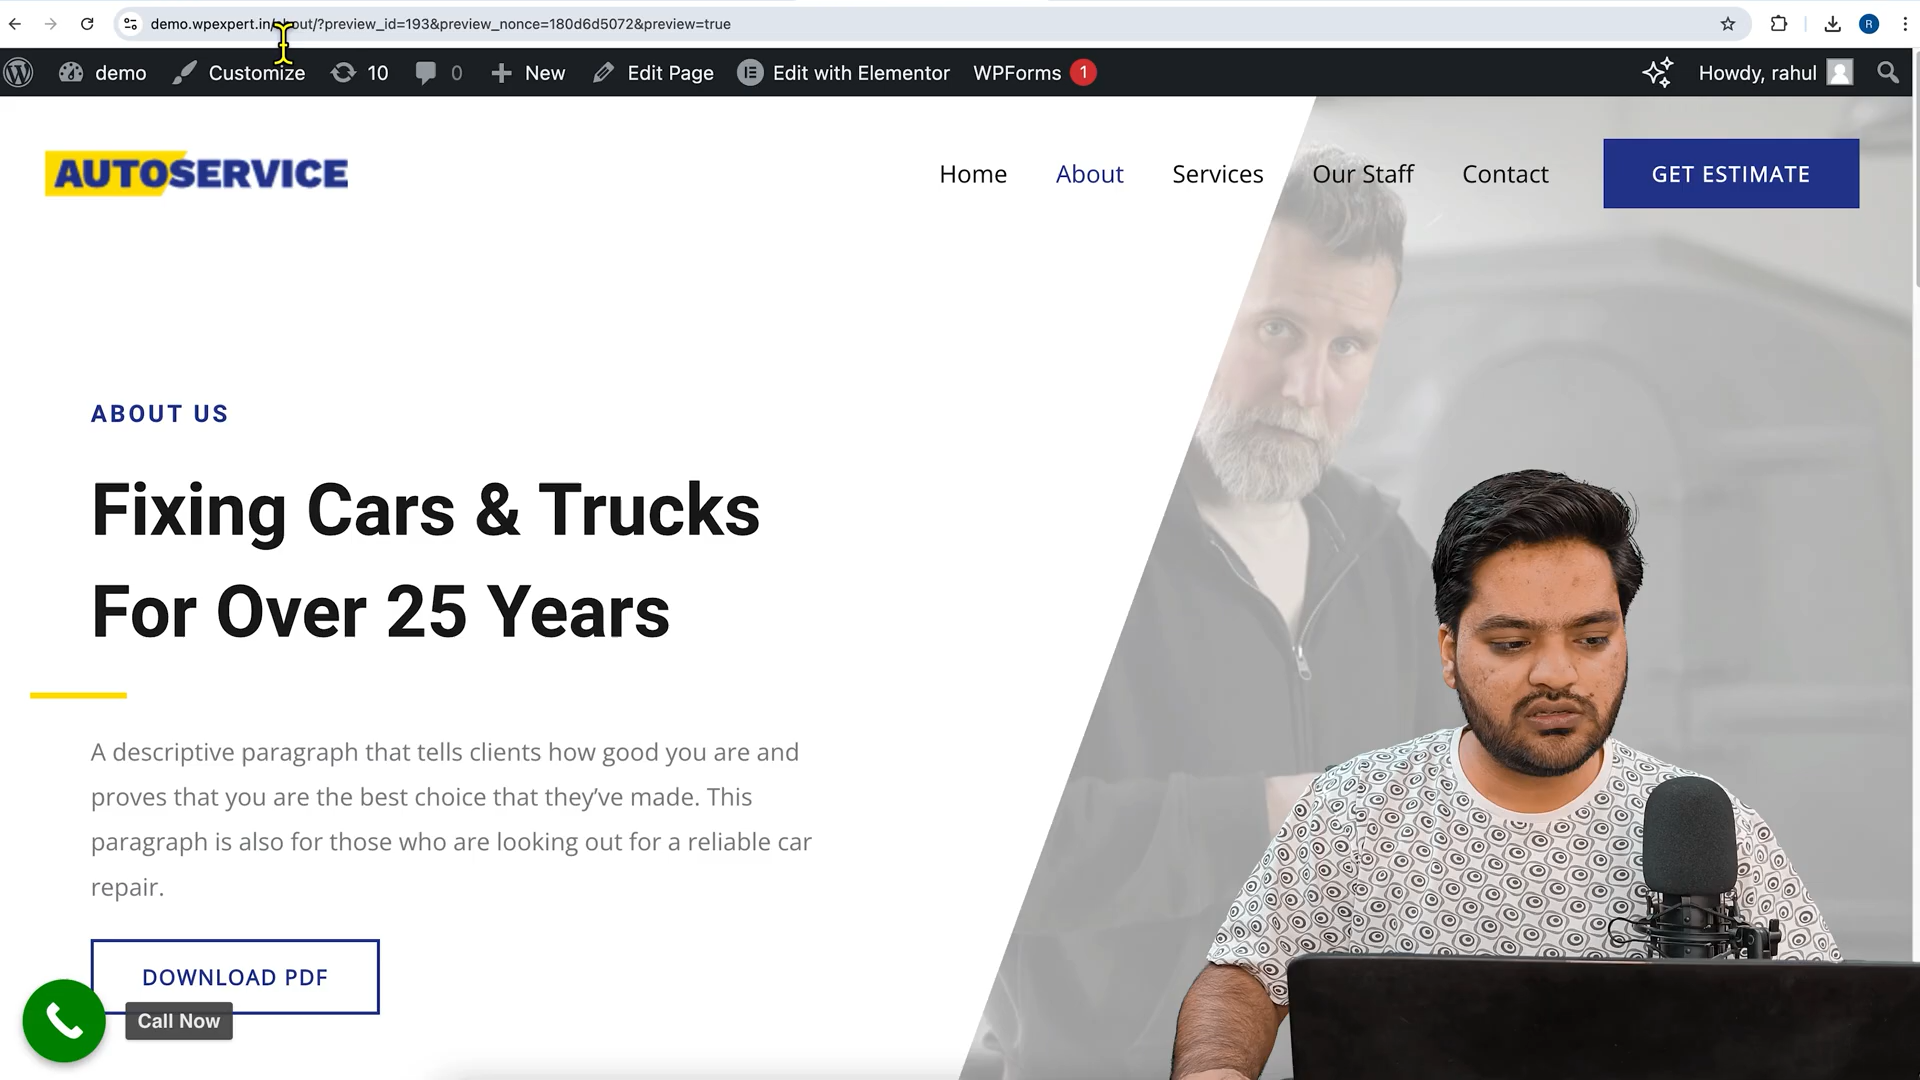 demo.wpexpert.in/about/?preview_id=193&preview_nonce=180d6d5072&preview=true
R
demo Customize 10 0 New Edit Page Edit with Elementor WPForms 1 Howdy, rahul
AUTOSERVICE
Home About Services Our Staff Contact GET ESTIMATE
ABOUT US
Fixing Cars & Trucks
For Over 25 Years
A descriptive paragraph that tells clients how good you are and
proves that you are the best choice that they’ve made. This
paragraph is also for those who are looking out for a reliable car
repair.
DOWNLOAD PDF
Call Now